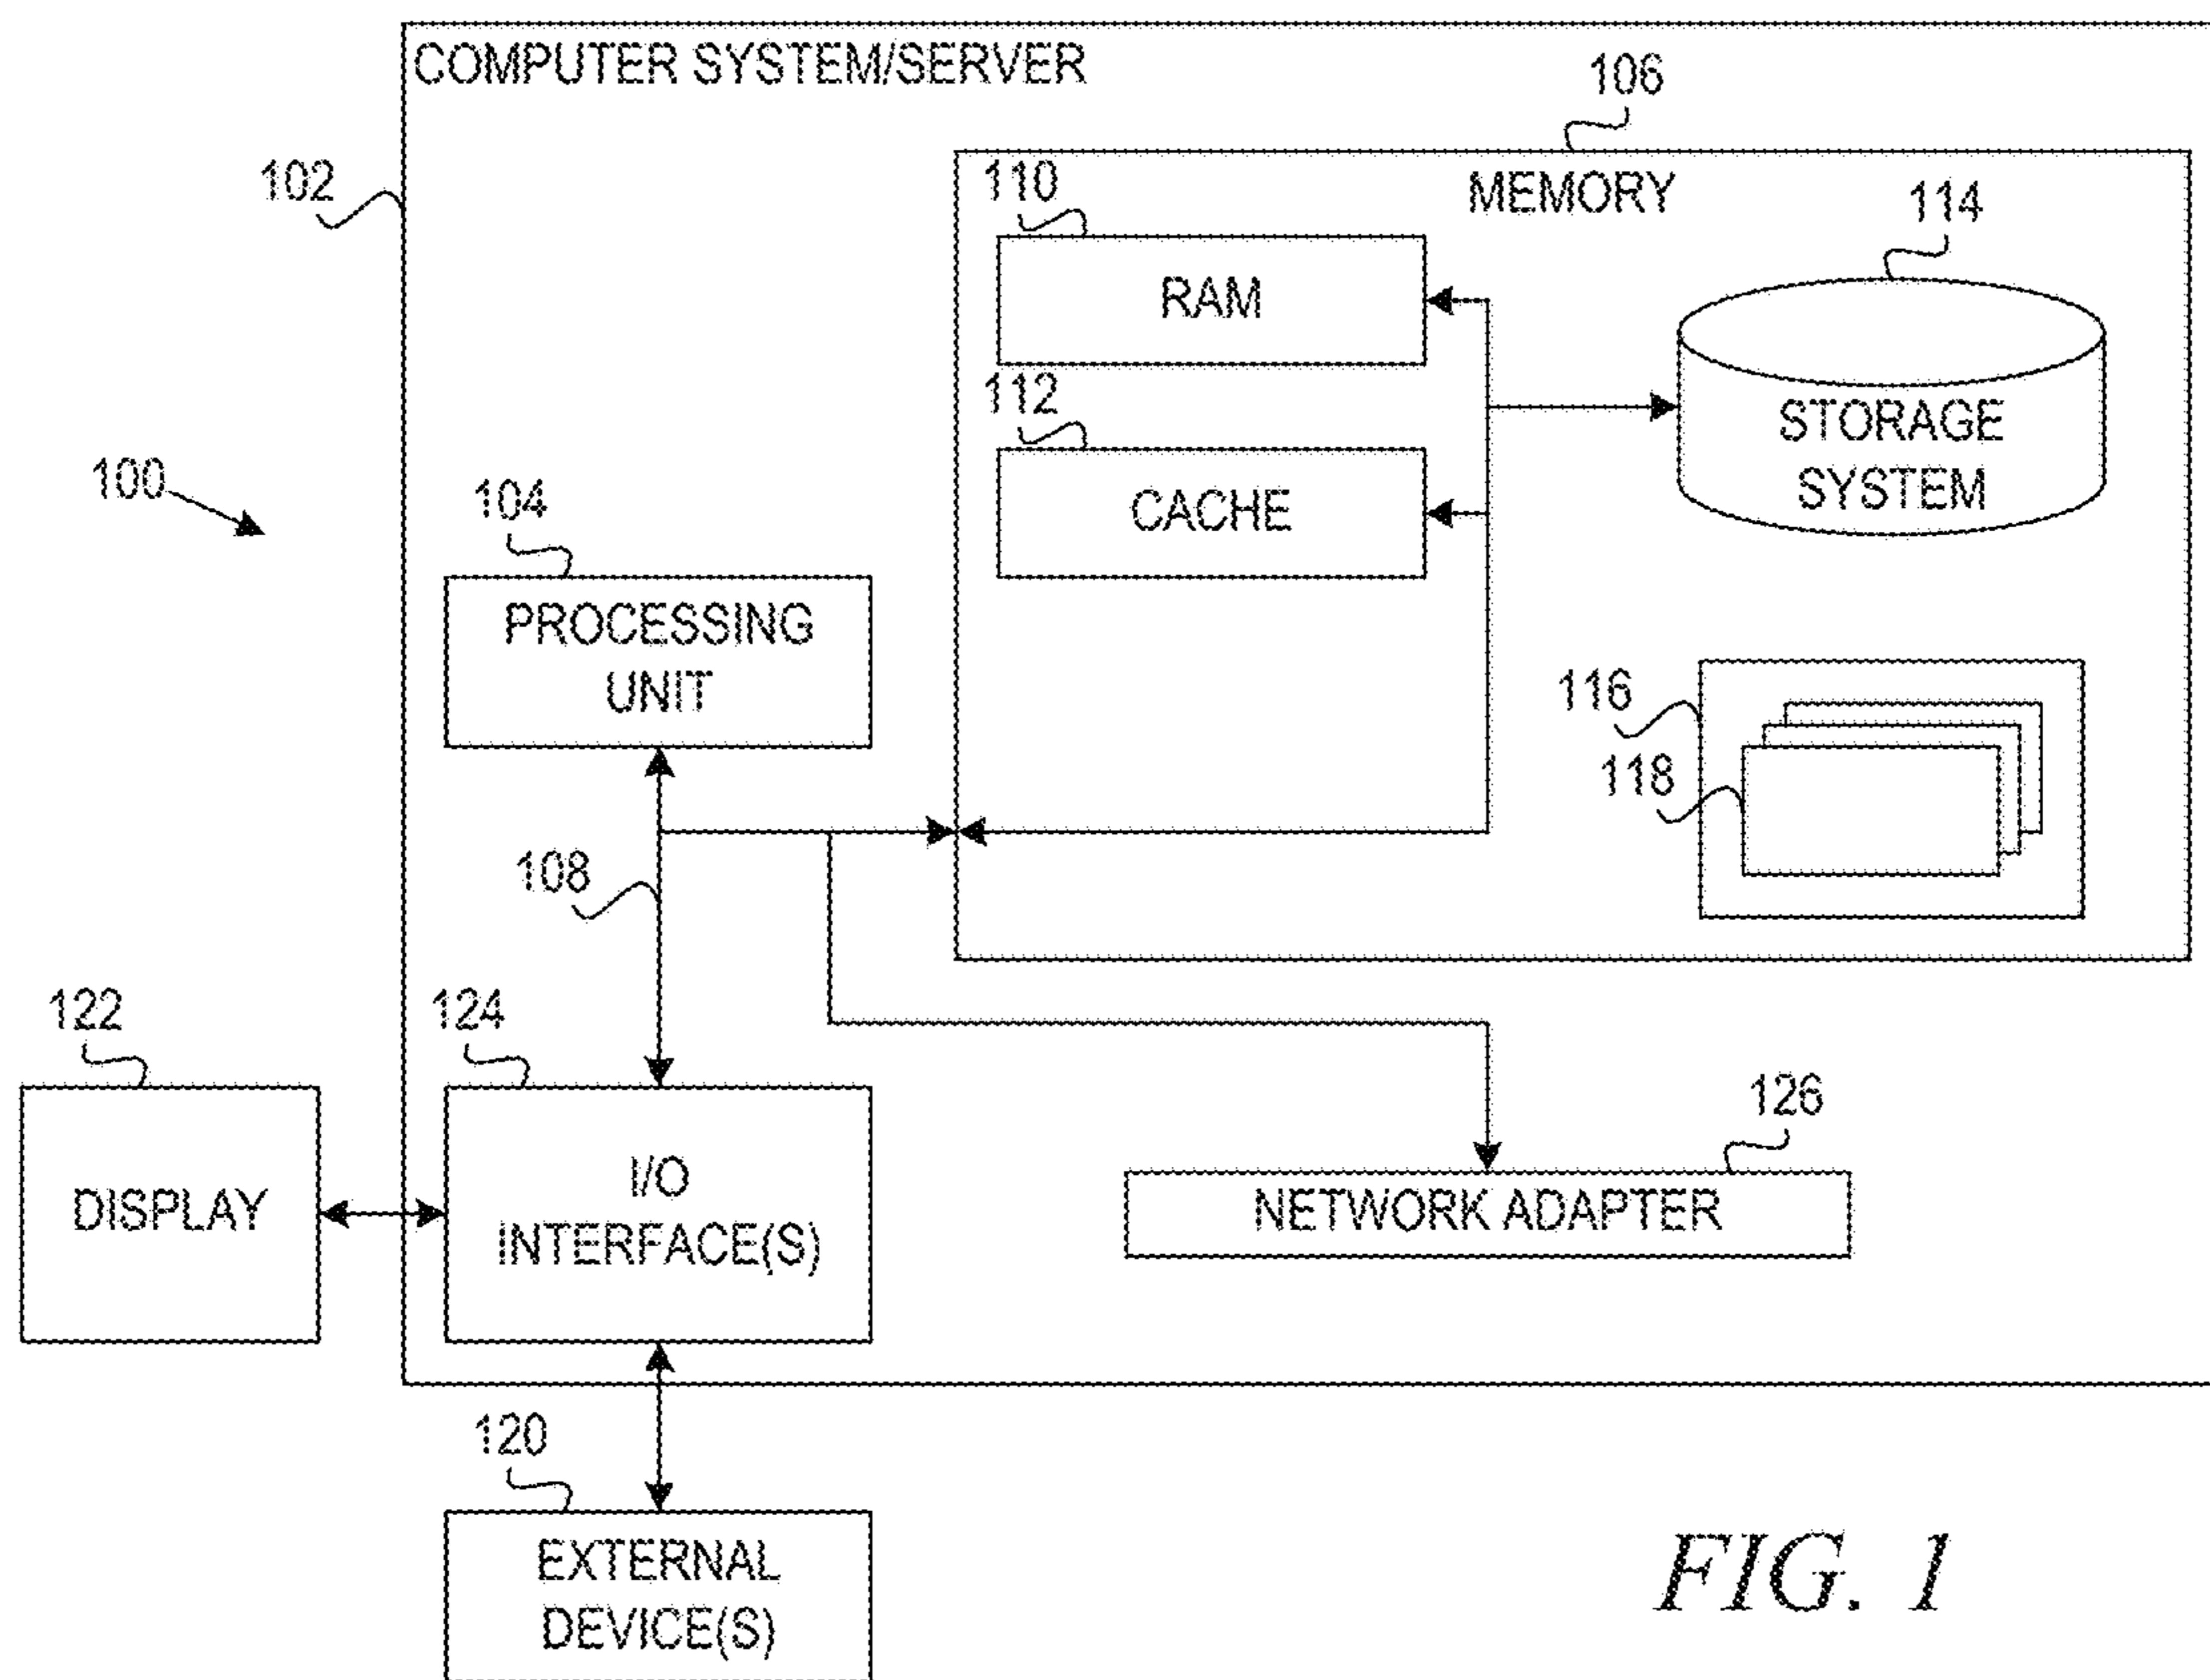 COMPUTER SYSTEM/SERVER
106
102
110
MEMORY
114
RAM
112
STORAGE
SYSTEM
100
104
CACHE
PROCESSING
UNIT
116
118
108
122
124
126
DISPLAY
I/O
INTERFACE(S)
NETWORK ADAPTER
120
EXTERNAL
DEVICE(S)
FIG. 1